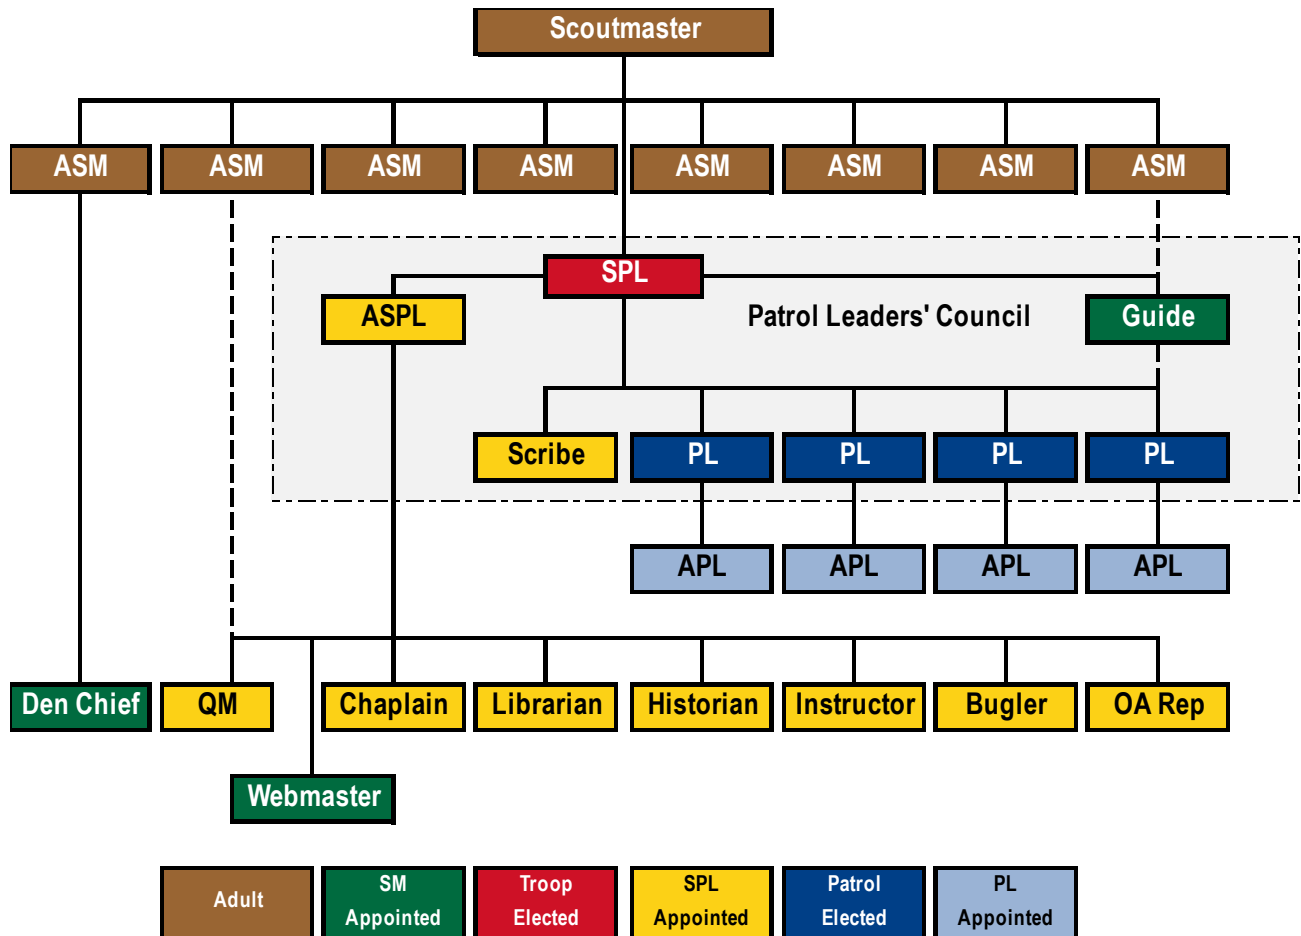 Scoutmaster
ASM ASM ASM ASM ASM ASM ASM ASM
SPL
ASPL Patrol Leaders' Council Guide
Scribe PL PL PL PL
APL APL APL APL
Den Chief QM Chaplain Librarian Historian Instructor Bugler OA Rep
Webmaster
Adult
SM
Appointed
Troop
Elected
SPL
Appointed
Patrol
Elected
PL
Appointed